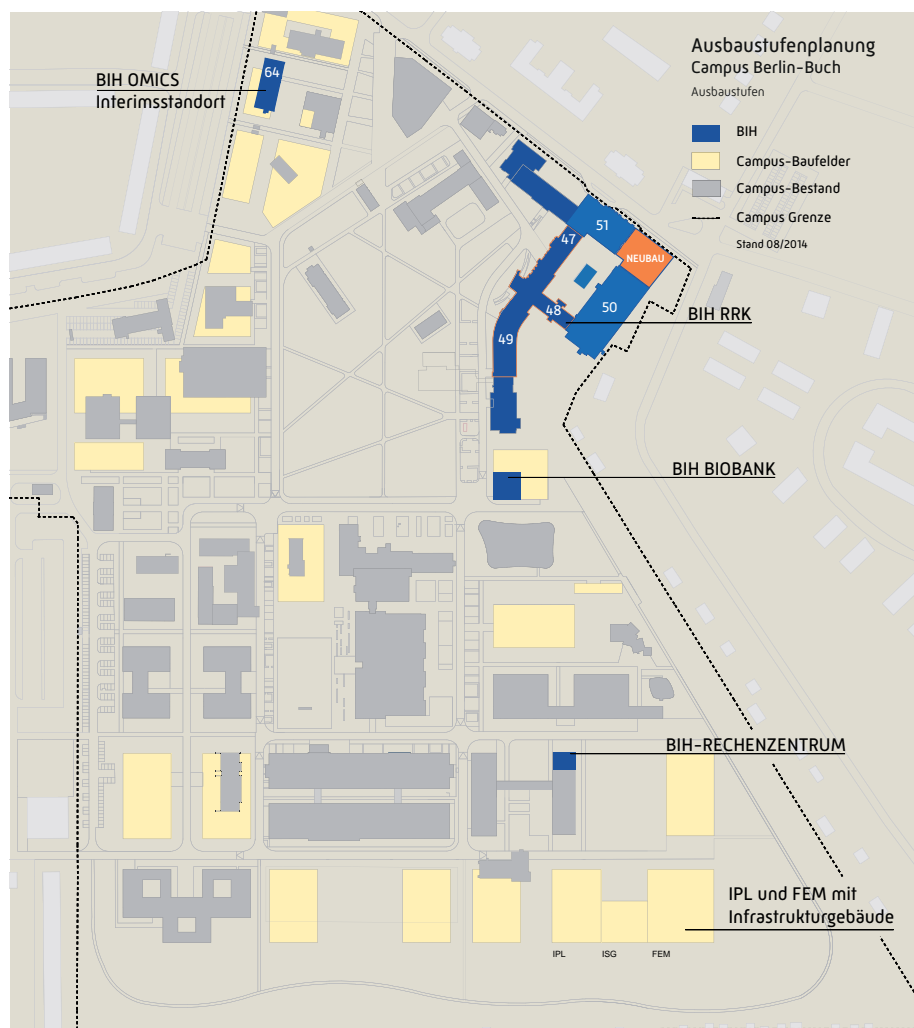 Ausbaustufenplanung
Campus Berlin-Buch
Ausbaustufen
BIH
Campus-Baufelder
Campus-Bestand
Campus Grenze
Stand 08/2014
BIH OMICS
Interimsstandort
64
51
47
NEUBAU
50
48
49
BIH RRK
BIH BIOBANK
BIH-RECHENZENTRUM
IPL und FEM mit
Infrastrukturgebäude
IPL
ISG
FEM